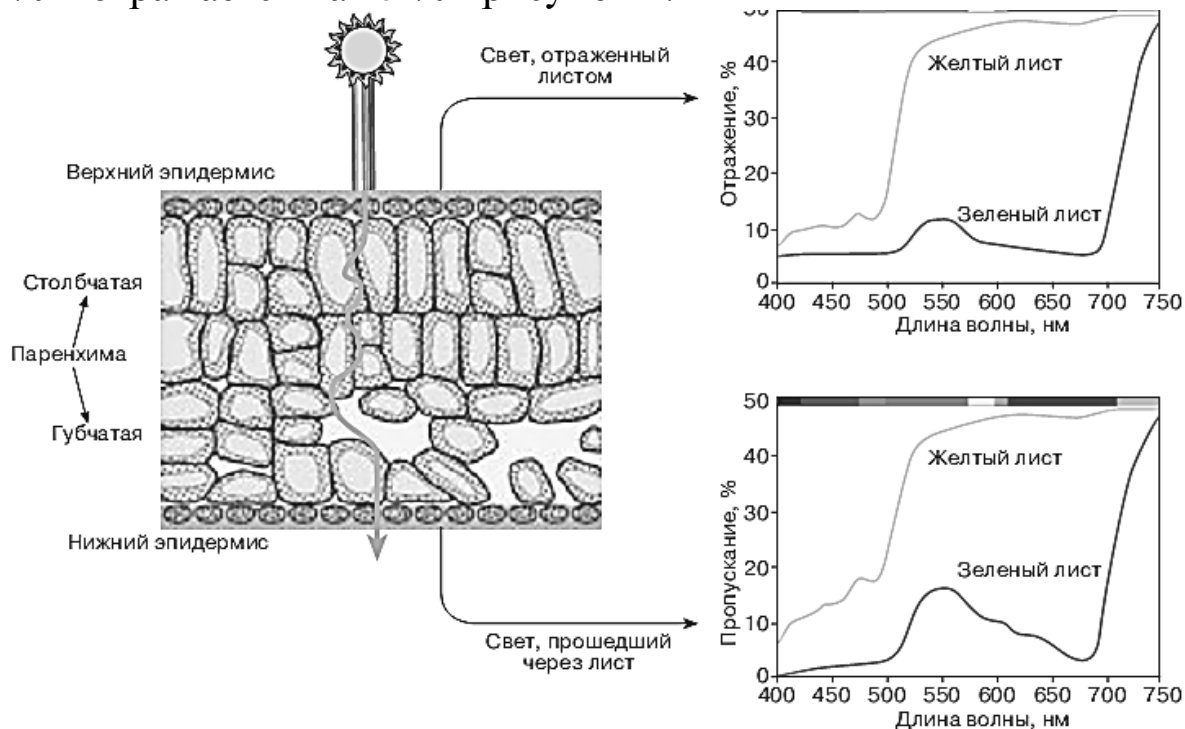 Свет, отраженный
листом
Верхний эпидермис
Столбчатая
Паренхима
Губчатая
Нижний эпидермис
Свет, прошедший
через лист
50
40
30
20
10
0
Отражение, %
Желтый лист
Зеленый лист
400 450 500 550 600 650 700 750
Длина волны, нм
50
40
30
20
10
0
Пропускание, %
Желтый лист
Зеленый лист
400 450 500 550 600 650 700 750
Длина волны, нм